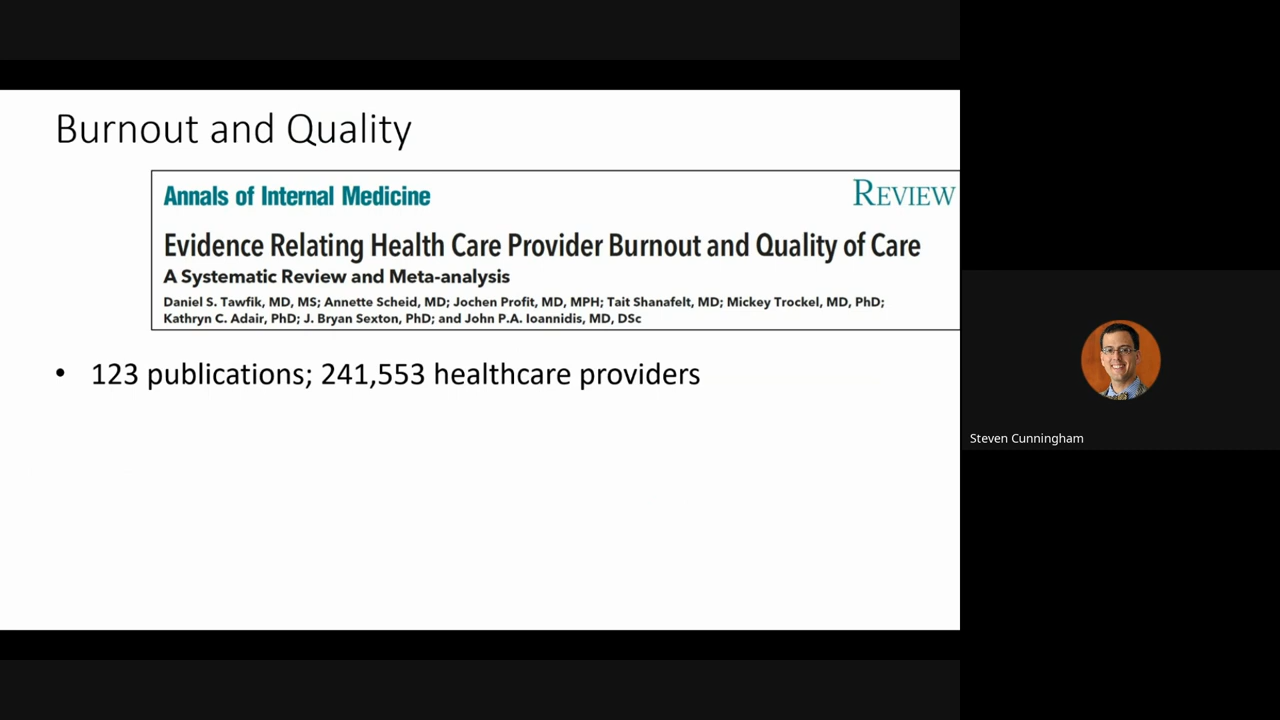 Burnout and Quality
Annals of Internal Medicine
REVIEW
Evidence Relating Health Care Provider Burnout and Quality of Care
A Systematic Review and Meta-analysis
Daniel S. Tawfik, MD, MS; Annette Scheid, MD; Jochen Profit, MD, MPH; Tait Shanafelt, MD; Mickey Trockel, MD, PhD;
Kathryn C. Adair, PhD; J. Bryan Sexton, PhD; and John P.A. Ioannidis, MD, DSc
• 123 publications; 241,553 healthcare providers
Steven Cunningham